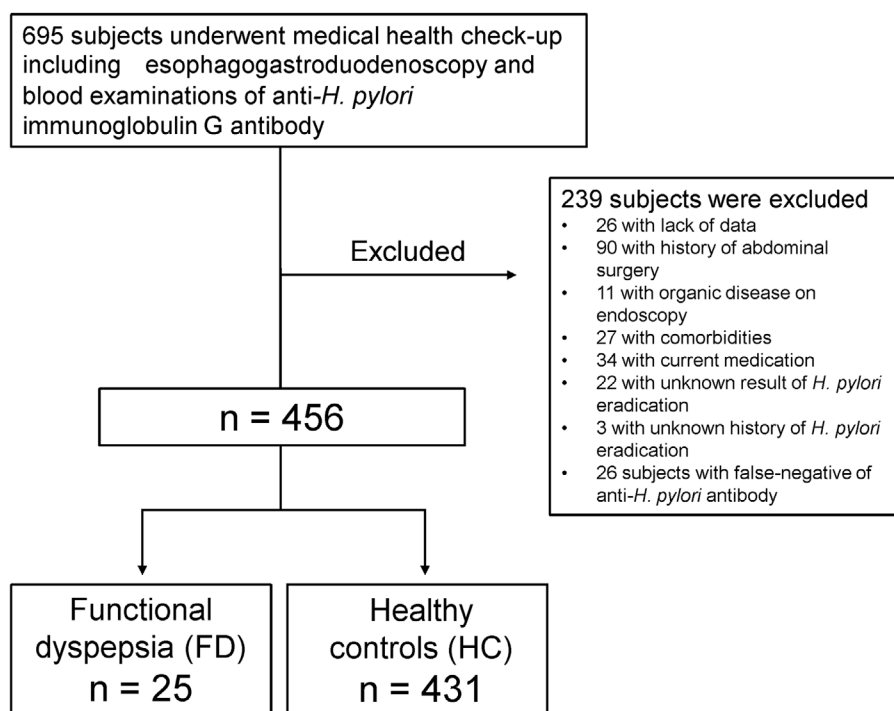 695 subjects underwent medical health check-up
including esophagogastroduodenoscopy and
blood examinations of anti-H. pylori
immunoglobulin G antibody
Excluded
239 subjects were excluded
• 26 with lack of data
• 90 with history of abdominal
surgery
• 11 with organic disease on
endoscopy
• 27 with comorbidities
• 34 with current medication
• 22 with unknown result of H. pylori
eradication
• 3 with unknown history of H. pylori
eradication
• 26 subjects with false-negative of
anti-H. pylori antibody
n = 456
Functional
dyspepsia (FD)
n = 25
Healthy
controls (HC)
n = 431